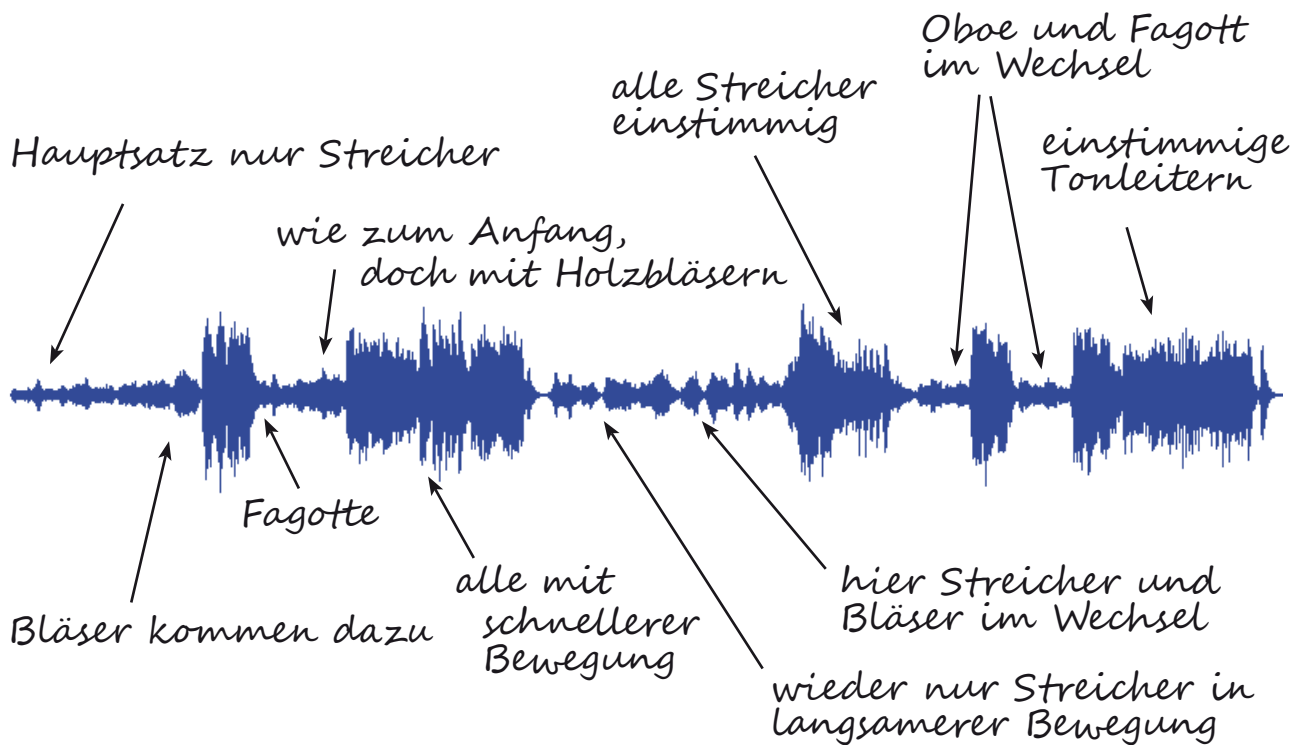 Oboe und Fagott
im Wechsel
alle Streicher
einstimmig
einstimmige
Tonleitern
Hauptsatz nur Streicher
wie zum Anfang,
doch mit Holzbläsern
Fagotte
alle mit
schnellerer
Bewegung
hier Streicher und
Bläser im Wechsel
Bläser kommen dazu
wieder nur Streicher in
langsamerer Bewegung